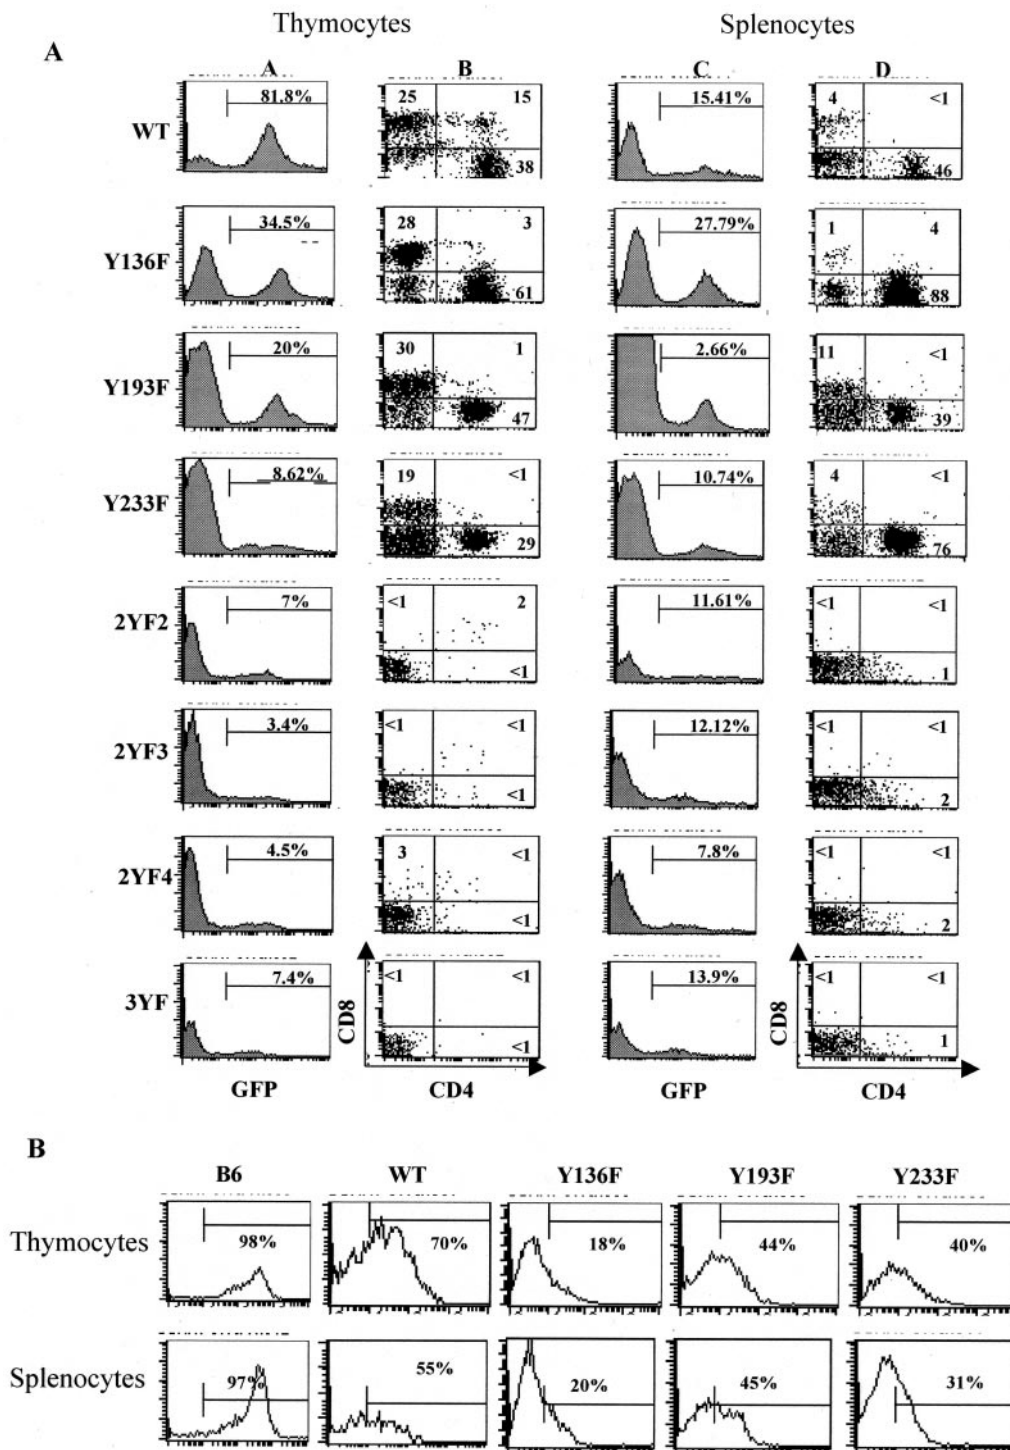 Thymocytes Splenocytes
A
A B C D
WT 81.8% 25 15 38 15.41% 4 <1 46
Y136F 34.5% 28 3 61 27.79% 1 4 88
Y193F 20% 30 1 47 2.66% 11 <1 39
Y233F 8.62% 19 <1 29 10.74% 4 <1 76
2YF2 7% <1 2 <1 11.61% <1 <1 1
2YF3 3.4% <1 <1 <1 12.12% <1 <1 2
2YF4 4.5% 3 <1 <1 7.8% <1 <1 2
3YF 7.4% <1 <1 <1 13.9% <1 <1 1
CD8 CD8
GFP CD4 GFP CD4
B
B6 WT Y136F Y193F Y233F
Thymocytes 98% 70% 18% 44% 40%
Splenocytes 97% 55% 20% 45% 31%